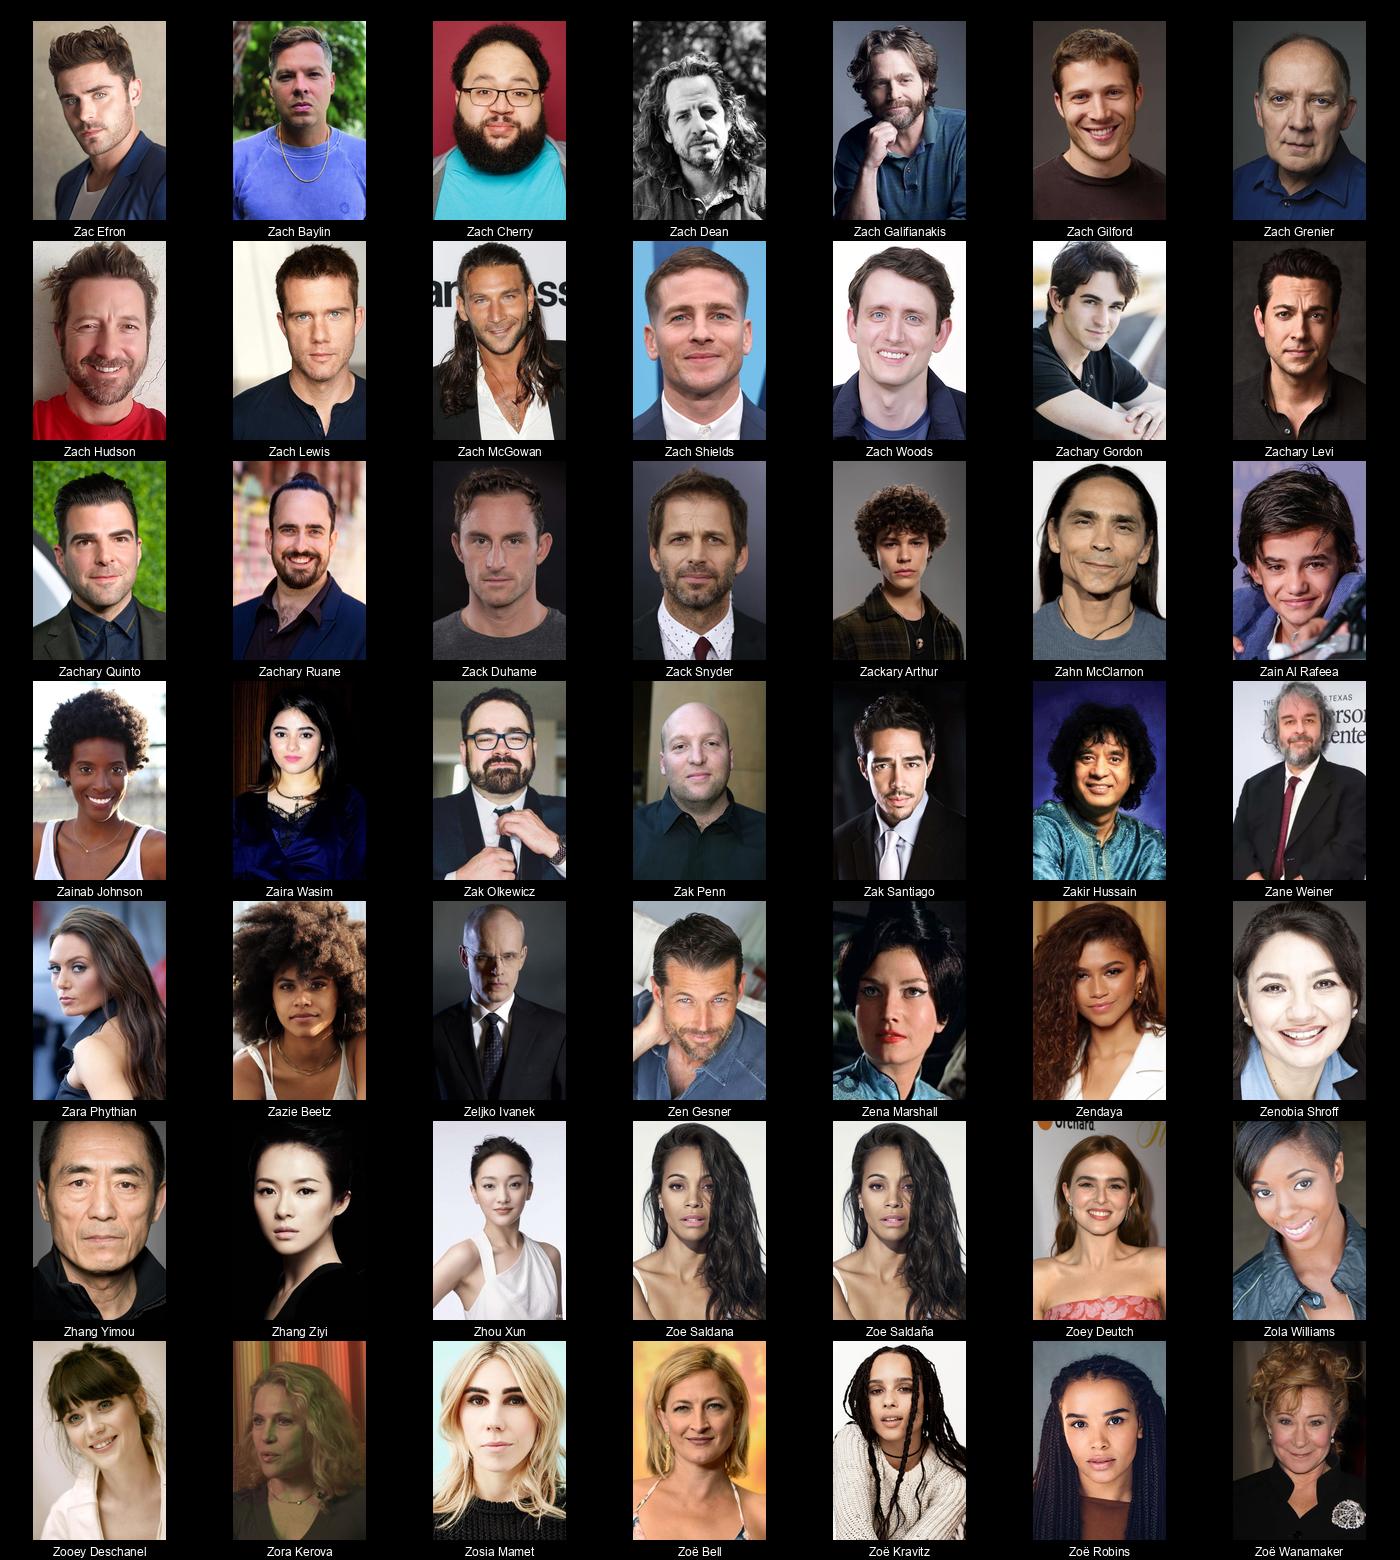 Zac Efron
Zach Baylin
Zach Cherry
Zach Dean
Zach Galifianakis
Zach Gilford
Zach Grenier
Zach Hudson
Zach Lewis
Zach McGowan
Zach Shields
Zach Woods
Zachary Gordon
Zachary Levi
Zachary Quinto
Zachary Ruane
Zack Duhame
Zack Snyder
Zackary Arthur
Zahn McClarnon
Zain Al Rafeea
THE
TEXAS
Zainab Johnson
Zaira Wasim
Zak Olkewicz
Zak Penn
Zak Santiago
Zakir Hussain
Zane Weiner
Zara Phythian
Zazie Beetz
Zeljko Ivanek
Zen Gesner
Zena Marshall
Zendaya
Zenobia Shroff
Orchard
Zhang Yimou
Zhang Ziyi
Zhou Xun
Zoe Saldana
Zoe Saldaña
Zoey Deutch
Zola Williams
Zooey Deschanel
Zora Kerova
Zosia Mamet
Zoë Bell
Zoë Kravitz
Zoë Robins
Zoë Wanamaker